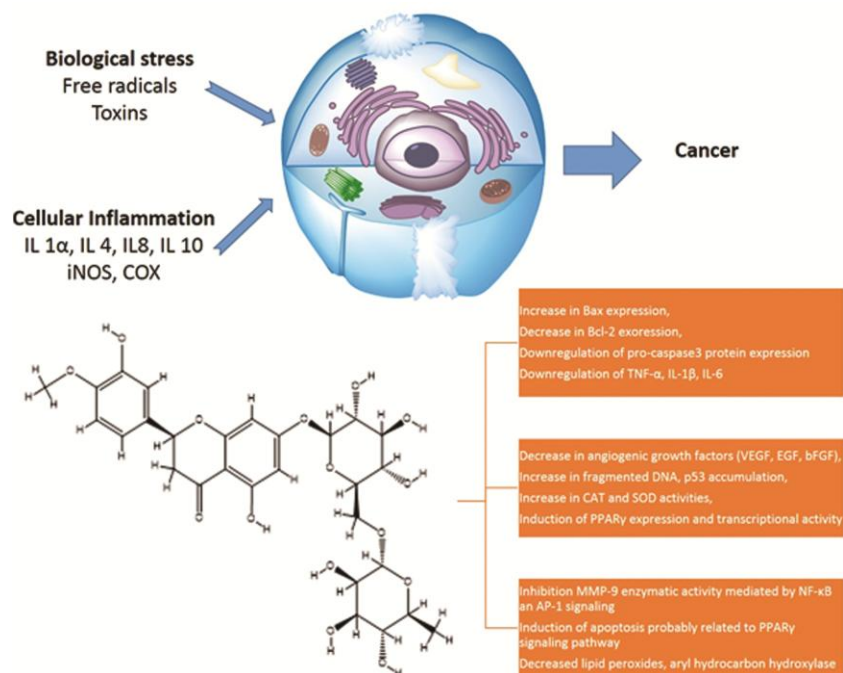 Biological stress
Free radicals
Toxins
Cancer
Cellular Inflammation
IL 1α, IL 4, IL8, IL 10
iNOS, COX
Increase in Bax expression,
Decrease in Bcl-2 exoression,
Downregulation of pro-caspase3 protein expression
Downregulation of TNF-α, IL-1β, IL-6
Decrease in angiogenic growth factors (VEGF, EGF, bFGF),
Increase in fragmented DNA, p53 accumulation,
Increase in CAT and SOD activities,
Induction of PPARγ expression and transcriptional activity
Inhibition MMP-9 enzymatic activity mediated by NF-κB
an AP-1 signaling
Induction of apoptosis probably related to PPARγ
signaling pathway
Decreased lipid peroxides, aryl hydrocarbon hydroxylase